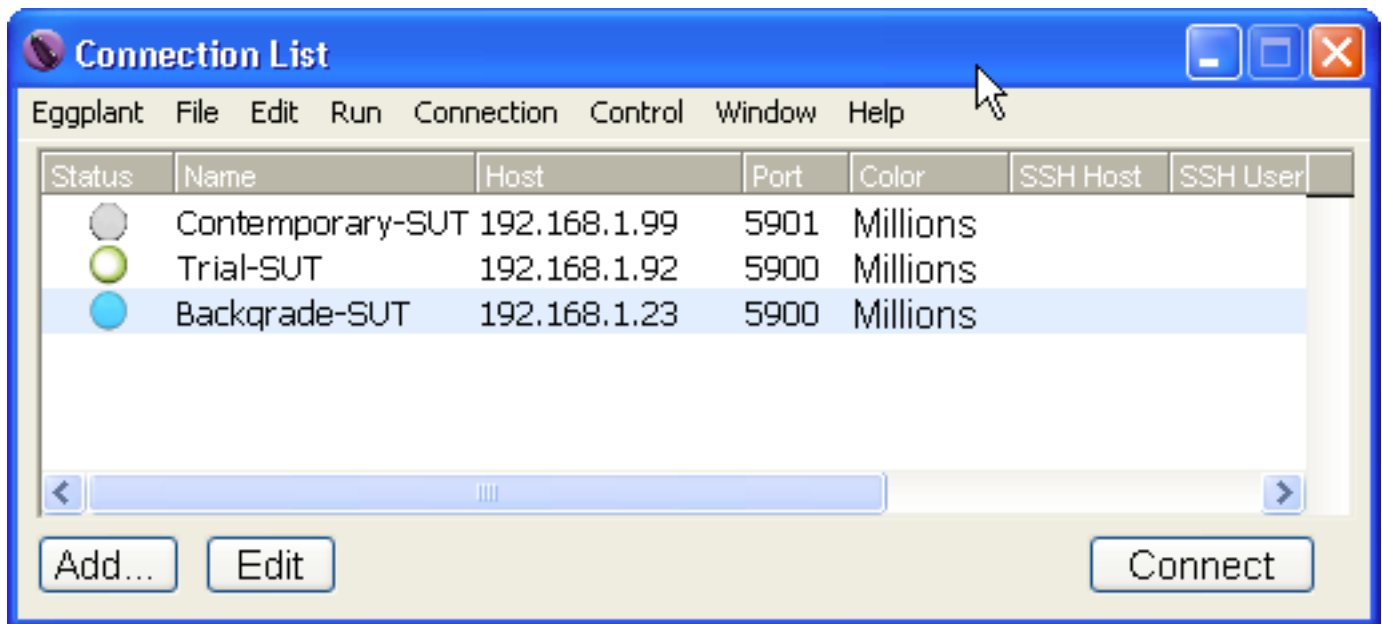 Connection List
Eggplant File Edit Run Connection Control Window Help
Status Name Host Port Color SSH Host SSH User
Contemporary-SUT 192.168.1.99 5901 Millions
Trial-SUT 192.168.1.92 5900 Millions
Backqrade-SUT 192.168.1.23 5900 Millions
Add... Edit Connect